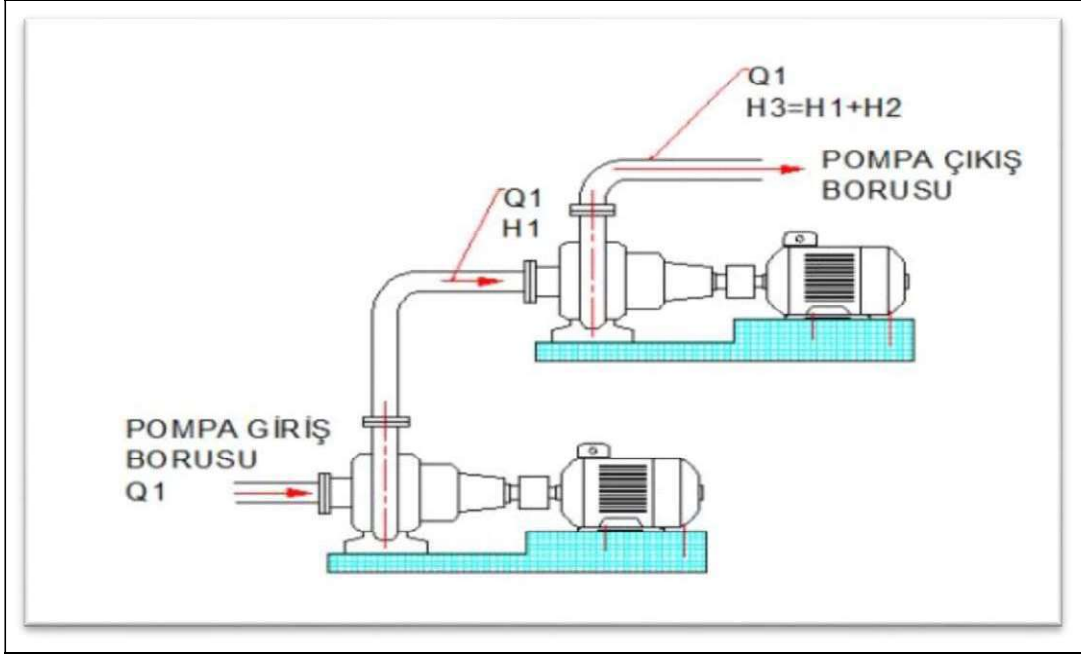 Q1
H3=H1+H2
POMPA ÇIKIŞ
BORUSU
Q1
H1
POMPA GİRİŞ
BORUSU
Q1